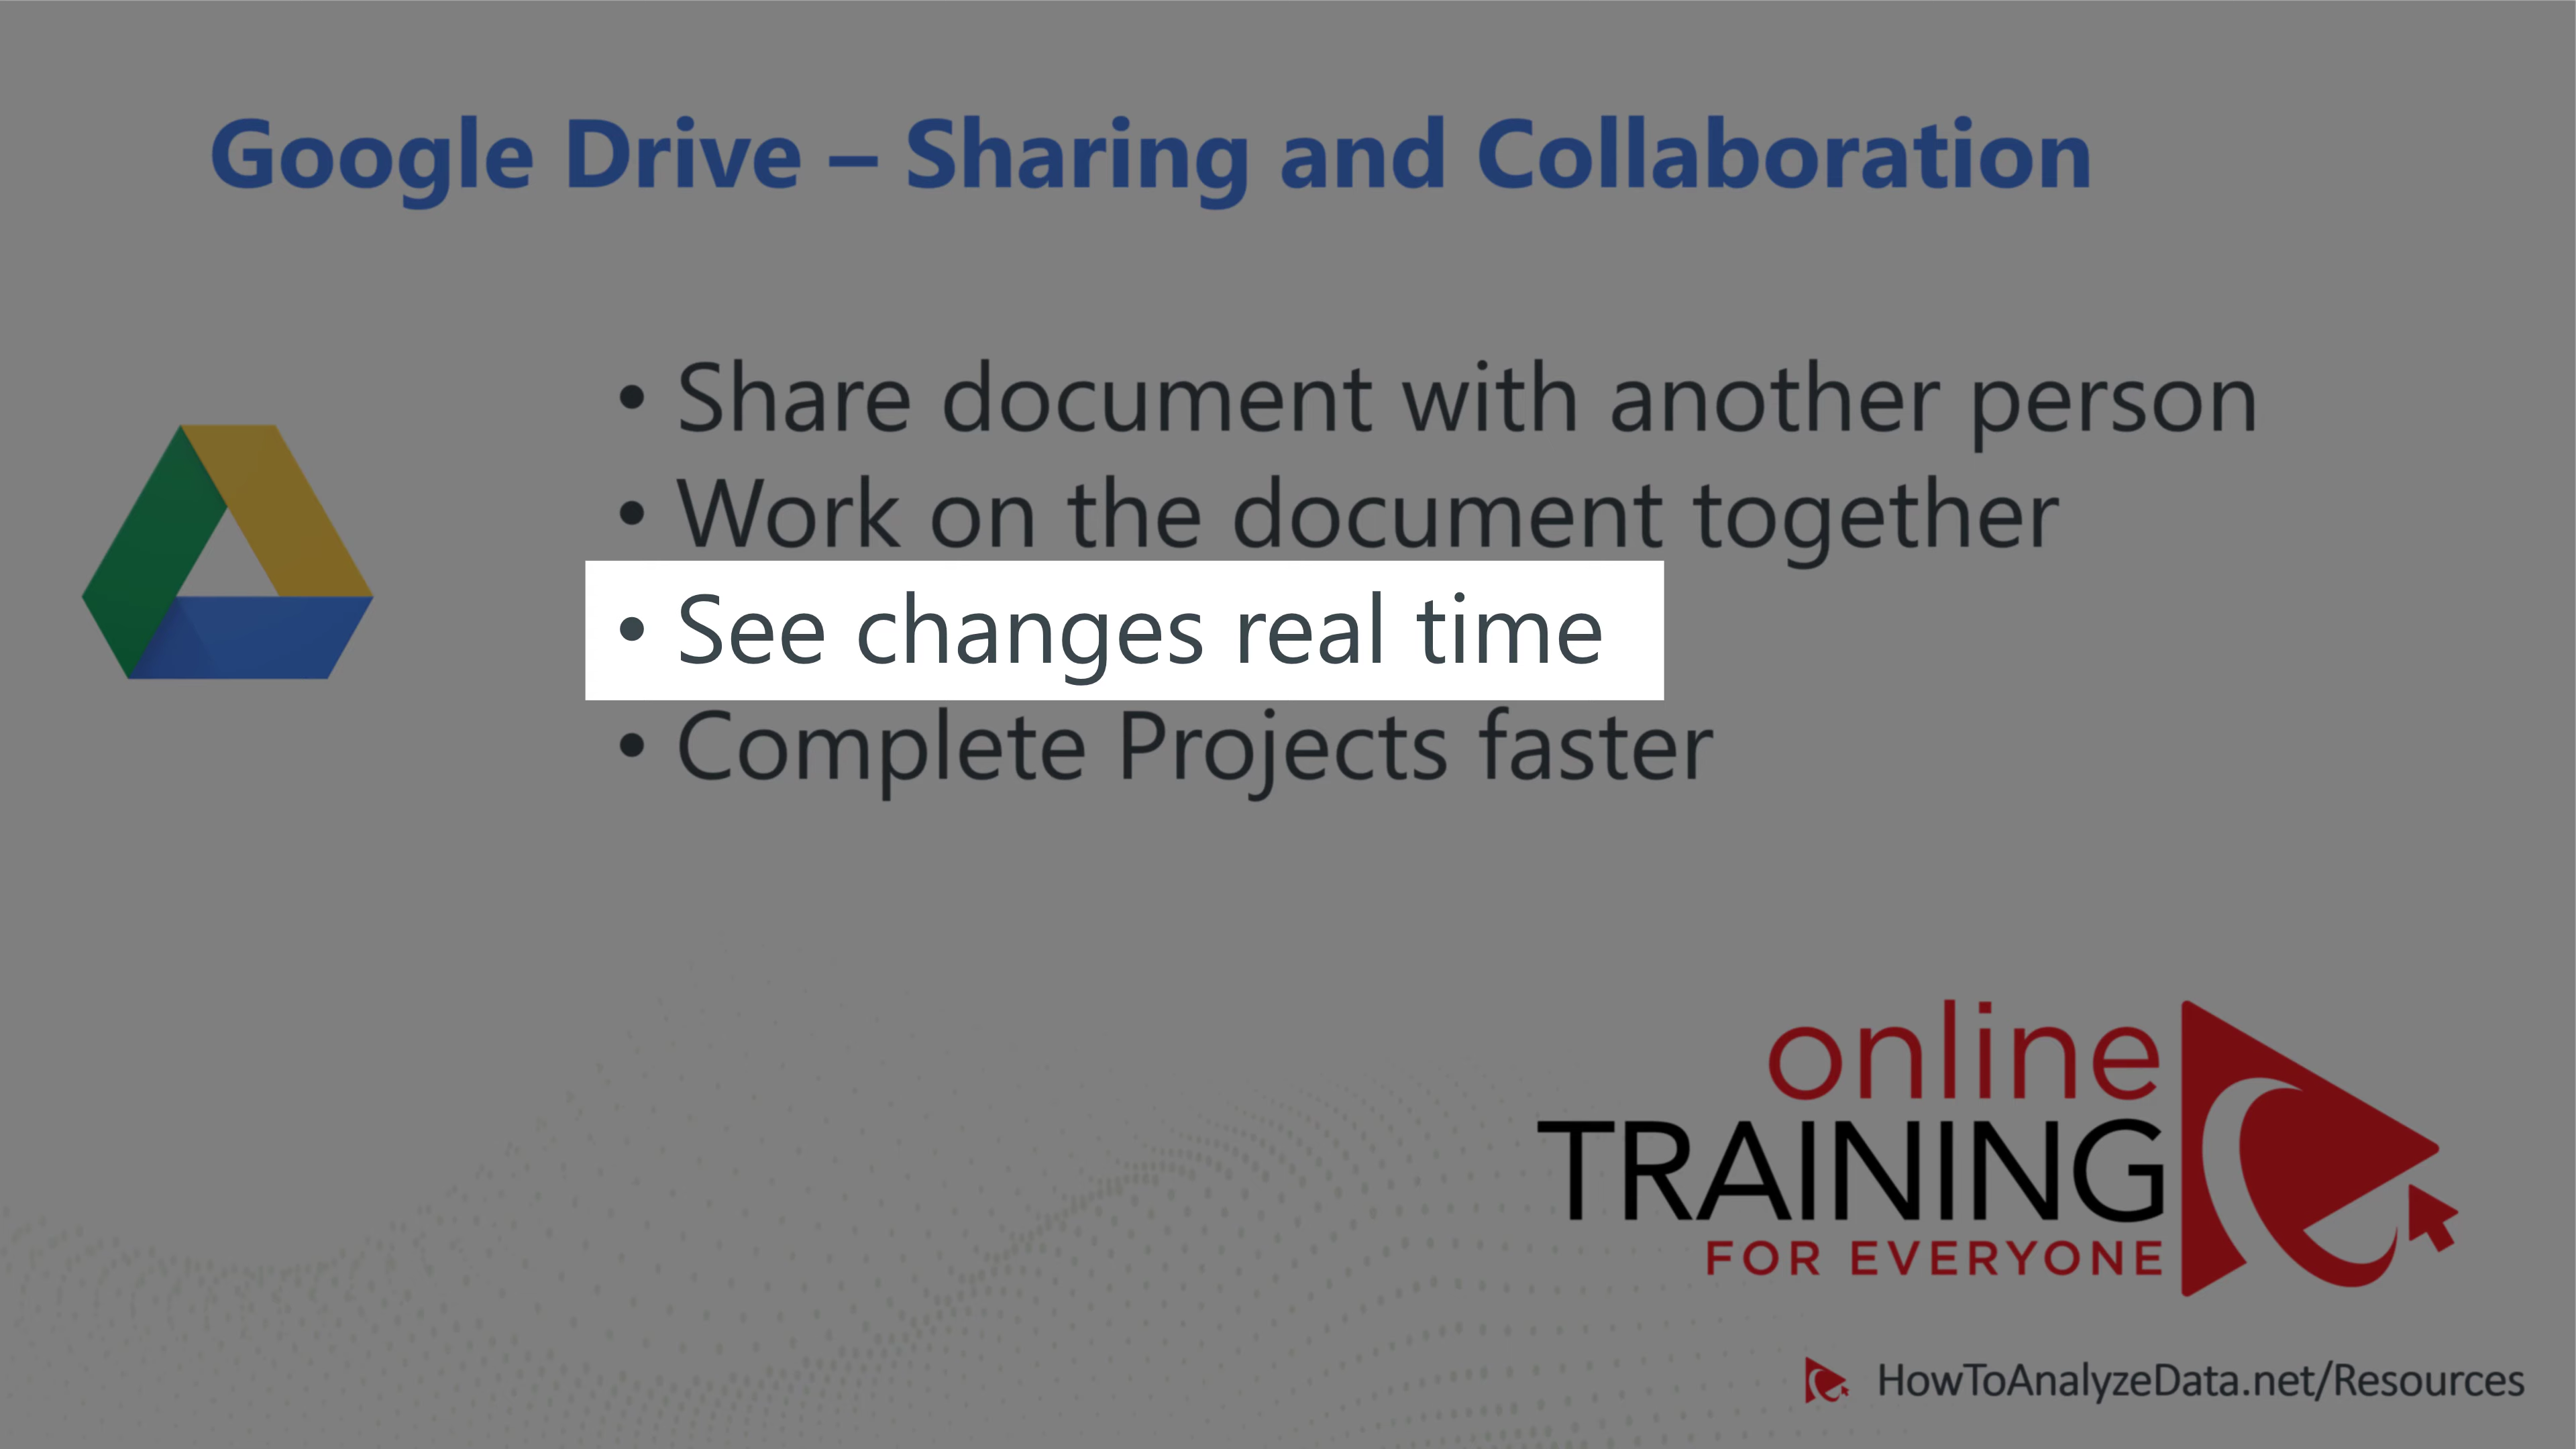 Google Drive – Sharing and Collaboration
• Share document with another person
• Work on the document together
• See changes real time
• Complete Projects faster
online
TRAINING
FOR EVERYONE
HowToAnalyzeData.net/Resources